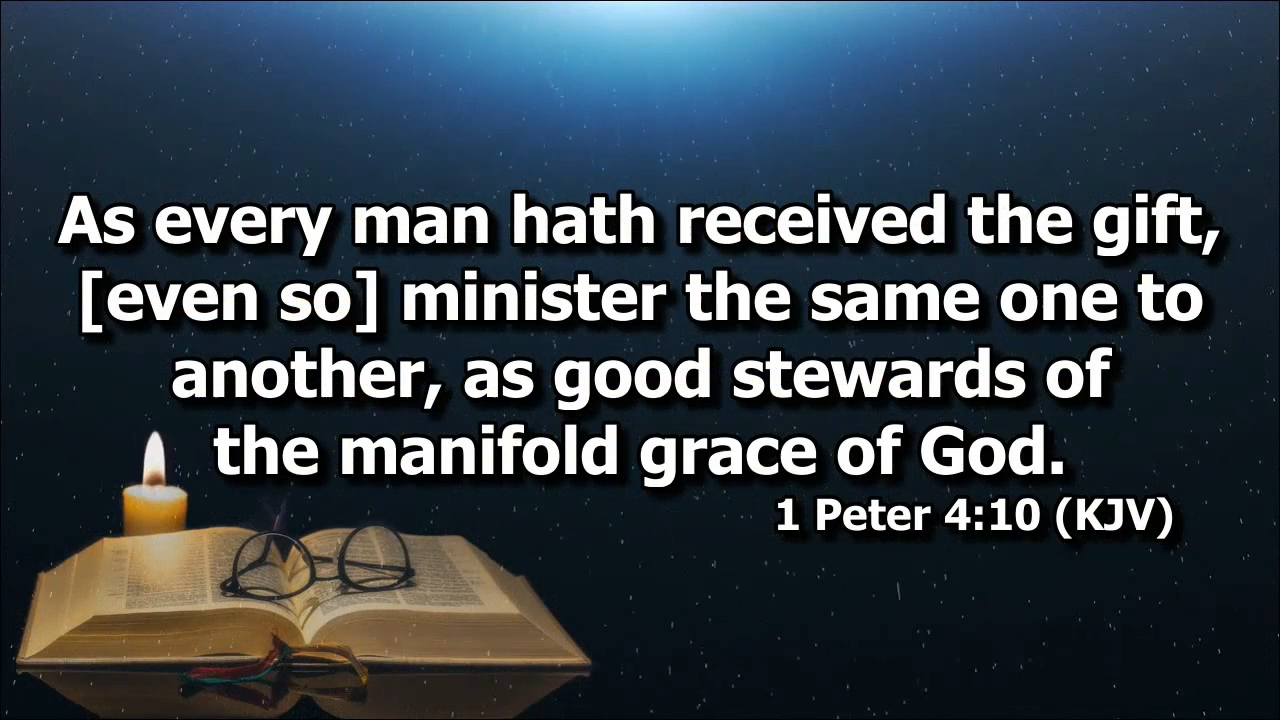 As every man hath received the gift,
[even so] minister the same one to
another, as good stewards of
the manifold grace of God.
1 Peter 4:10 (KJV)